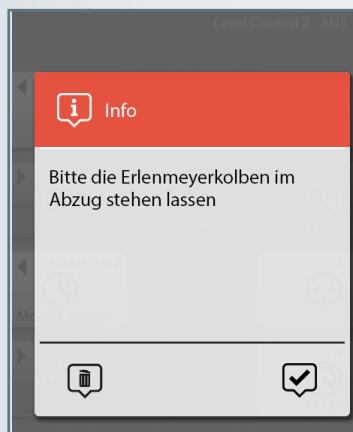 Level Control 2 AUS
Info
Bitte die Erlenmeyerkolben im
Abzug stehen lassen